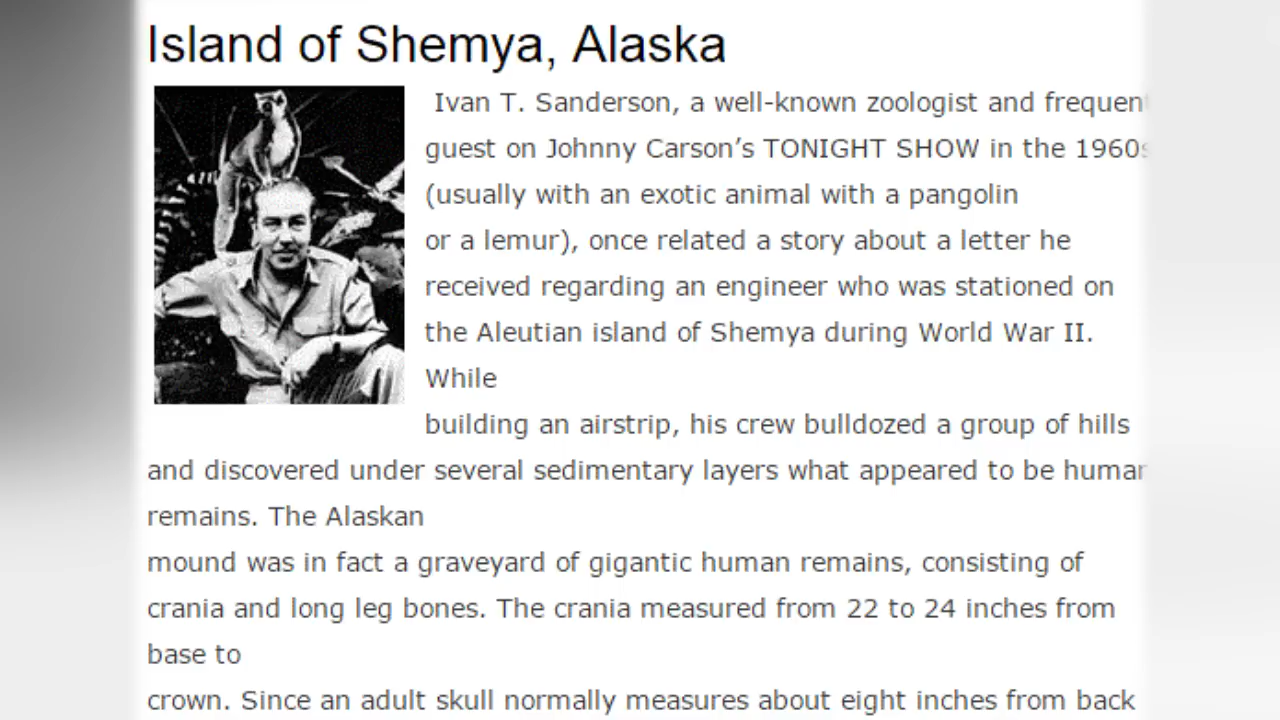 Island of Shemya, Alaska
Ivan T. Sanderson, a well-known zoologist and frequent
guest on Johnny Carson’s TONIGHT SHOW in the 1960s
(usually with an exotic animal with a pangolin
or a lemur), once related a story about a letter he
received regarding an engineer who was stationed on
the Aleutian island of Shemya during World War II.
While
building an airstrip, his crew bulldozed a group of hills
and discovered under several sedimentary layers what appeared to be human
remains. The Alaskan
mound was in fact a graveyard of gigantic human remains, consisting of
crania and long leg bones. The crania measured from 22 to 24 inches from
base to
crown. Since an adult skull normally measures about eight inches from back